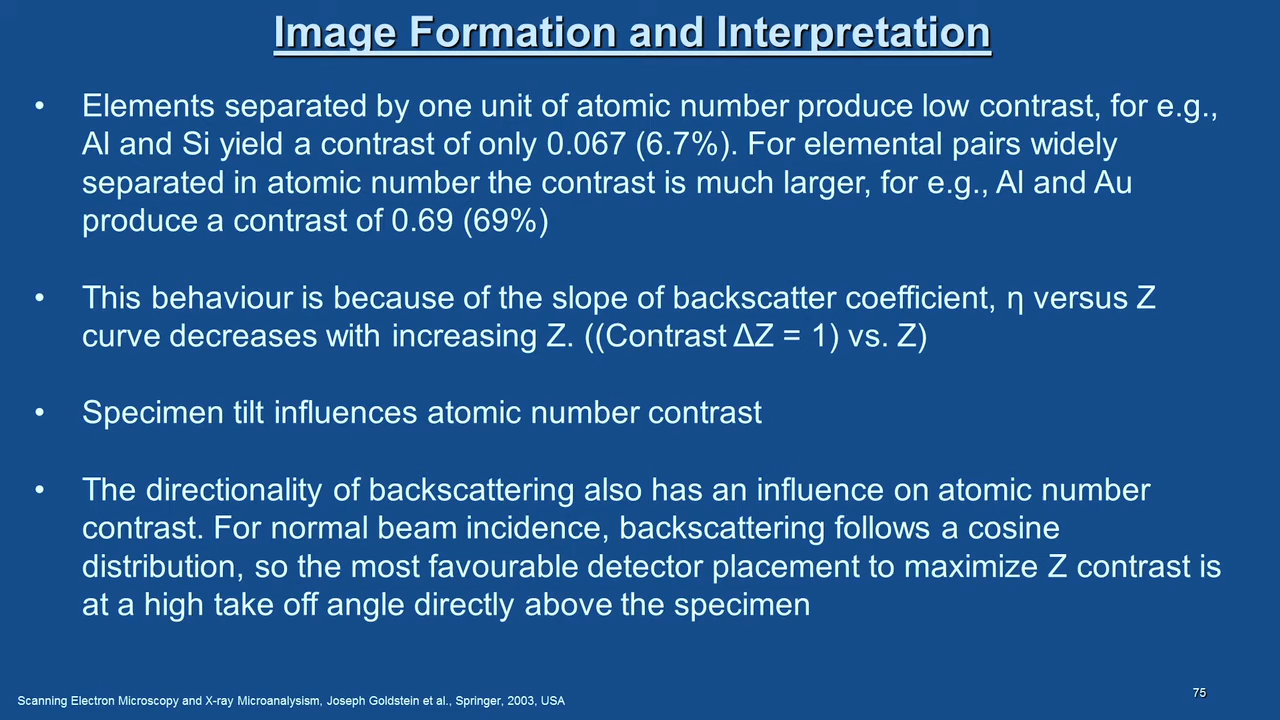 Image Formation and Interpretation
• Elements separated by one unit of atomic number produce low contrast, for e.g.,
Al and Si yield a contrast of only 0.067 (6.7%). For elemental pairs widely
separated in atomic number the contrast is much larger, for e.g., Al and Au
produce a contrast of 0.69 (69%)
• This behaviour is because of the slope of backscatter coefficient, η versus Z
curve decreases with increasing Z. ((Contrast ΔZ = 1) vs. Z)
• Specimen tilt influences atomic number contrast
• The directionality of backscattering also has an influence on atomic number
contrast. For normal beam incidence, backscattering follows a cosine
distribution, so the most favourable detector placement to maximize Z contrast is
at a high take off angle directly above the specimen
Scanning Electron Microscopy and X-ray Microanalysism, Joseph Goldstein et al., Springer, 2003, USA
75